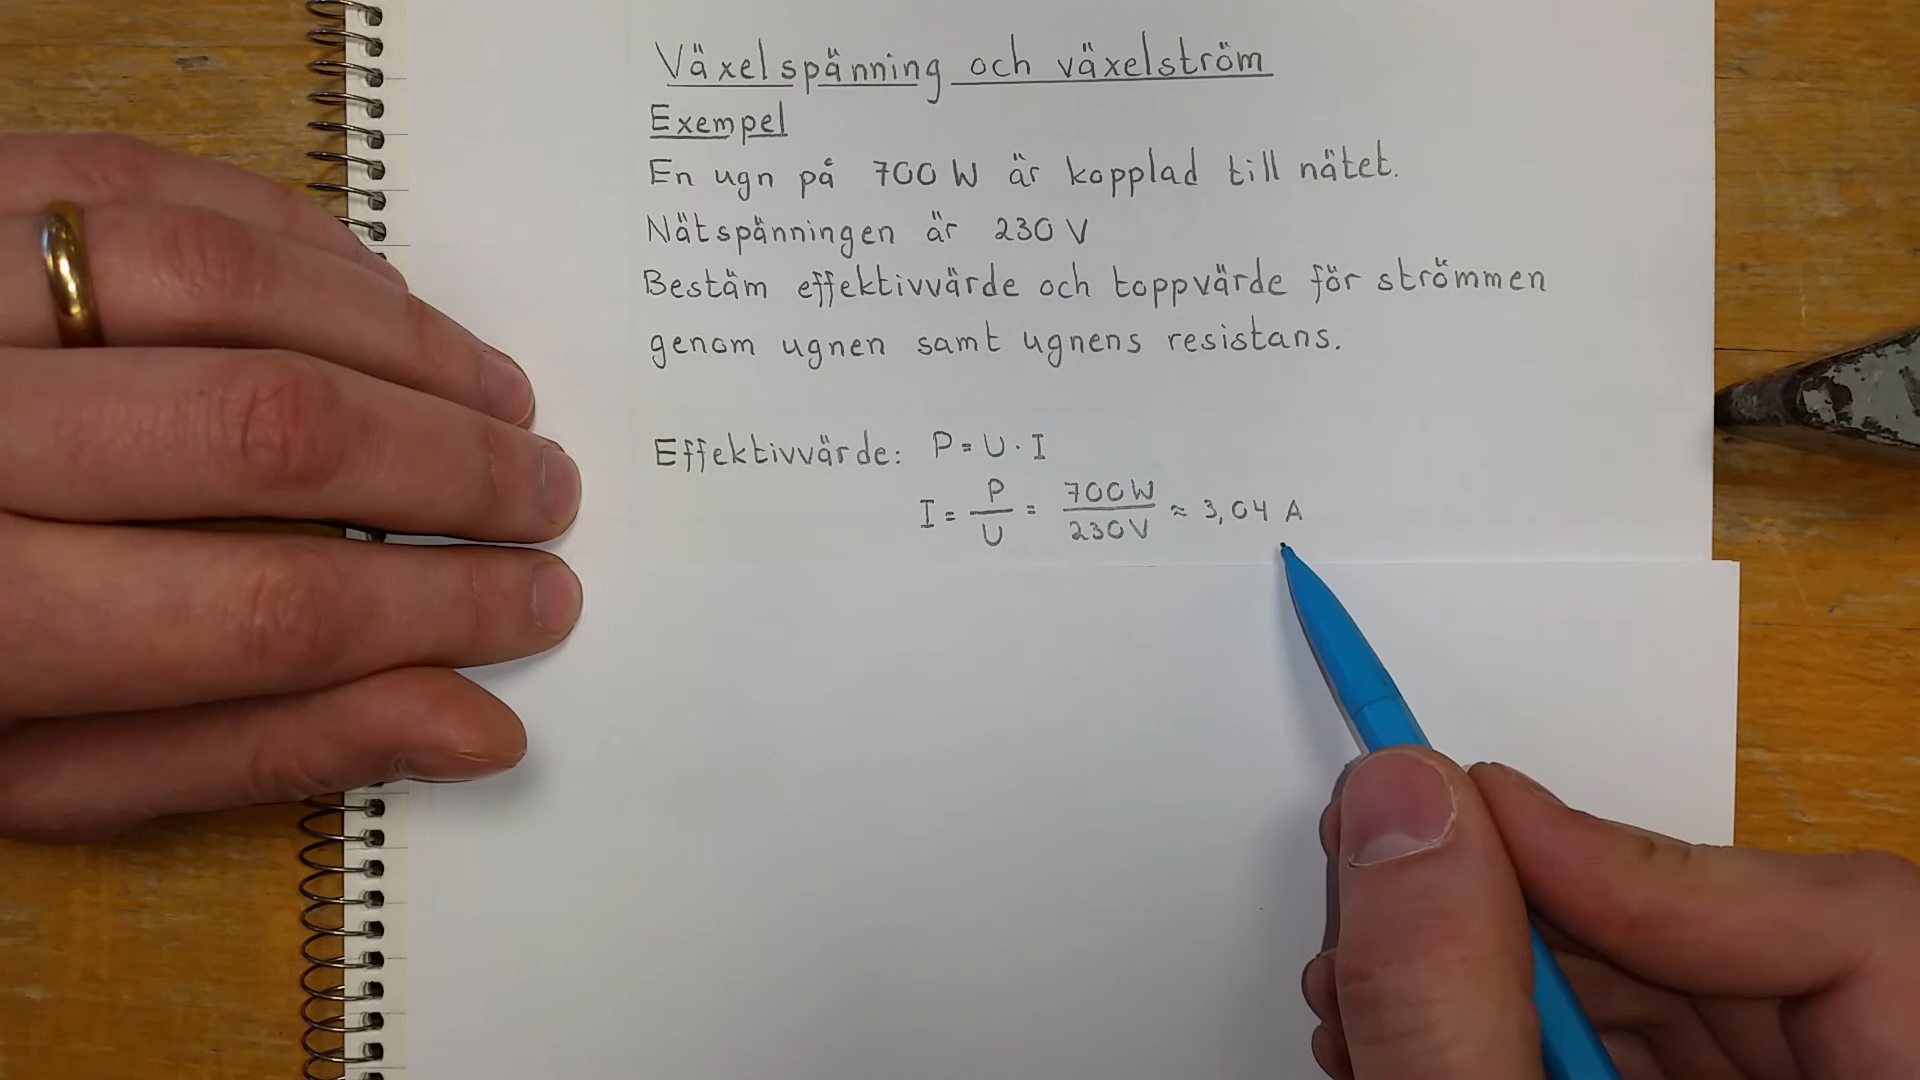 Växelspänning och växelström
Exempel
En ugn på 700 W är kopplad till nätet.
Nätspänningen är 230 V
Bestäm effektivvärde och toppvärde för strömmen
genom ugnen samt ugnens resistans.
Effektivvärde: P = U · I
I = P/U = 700W/230V ≈ 3,04 A